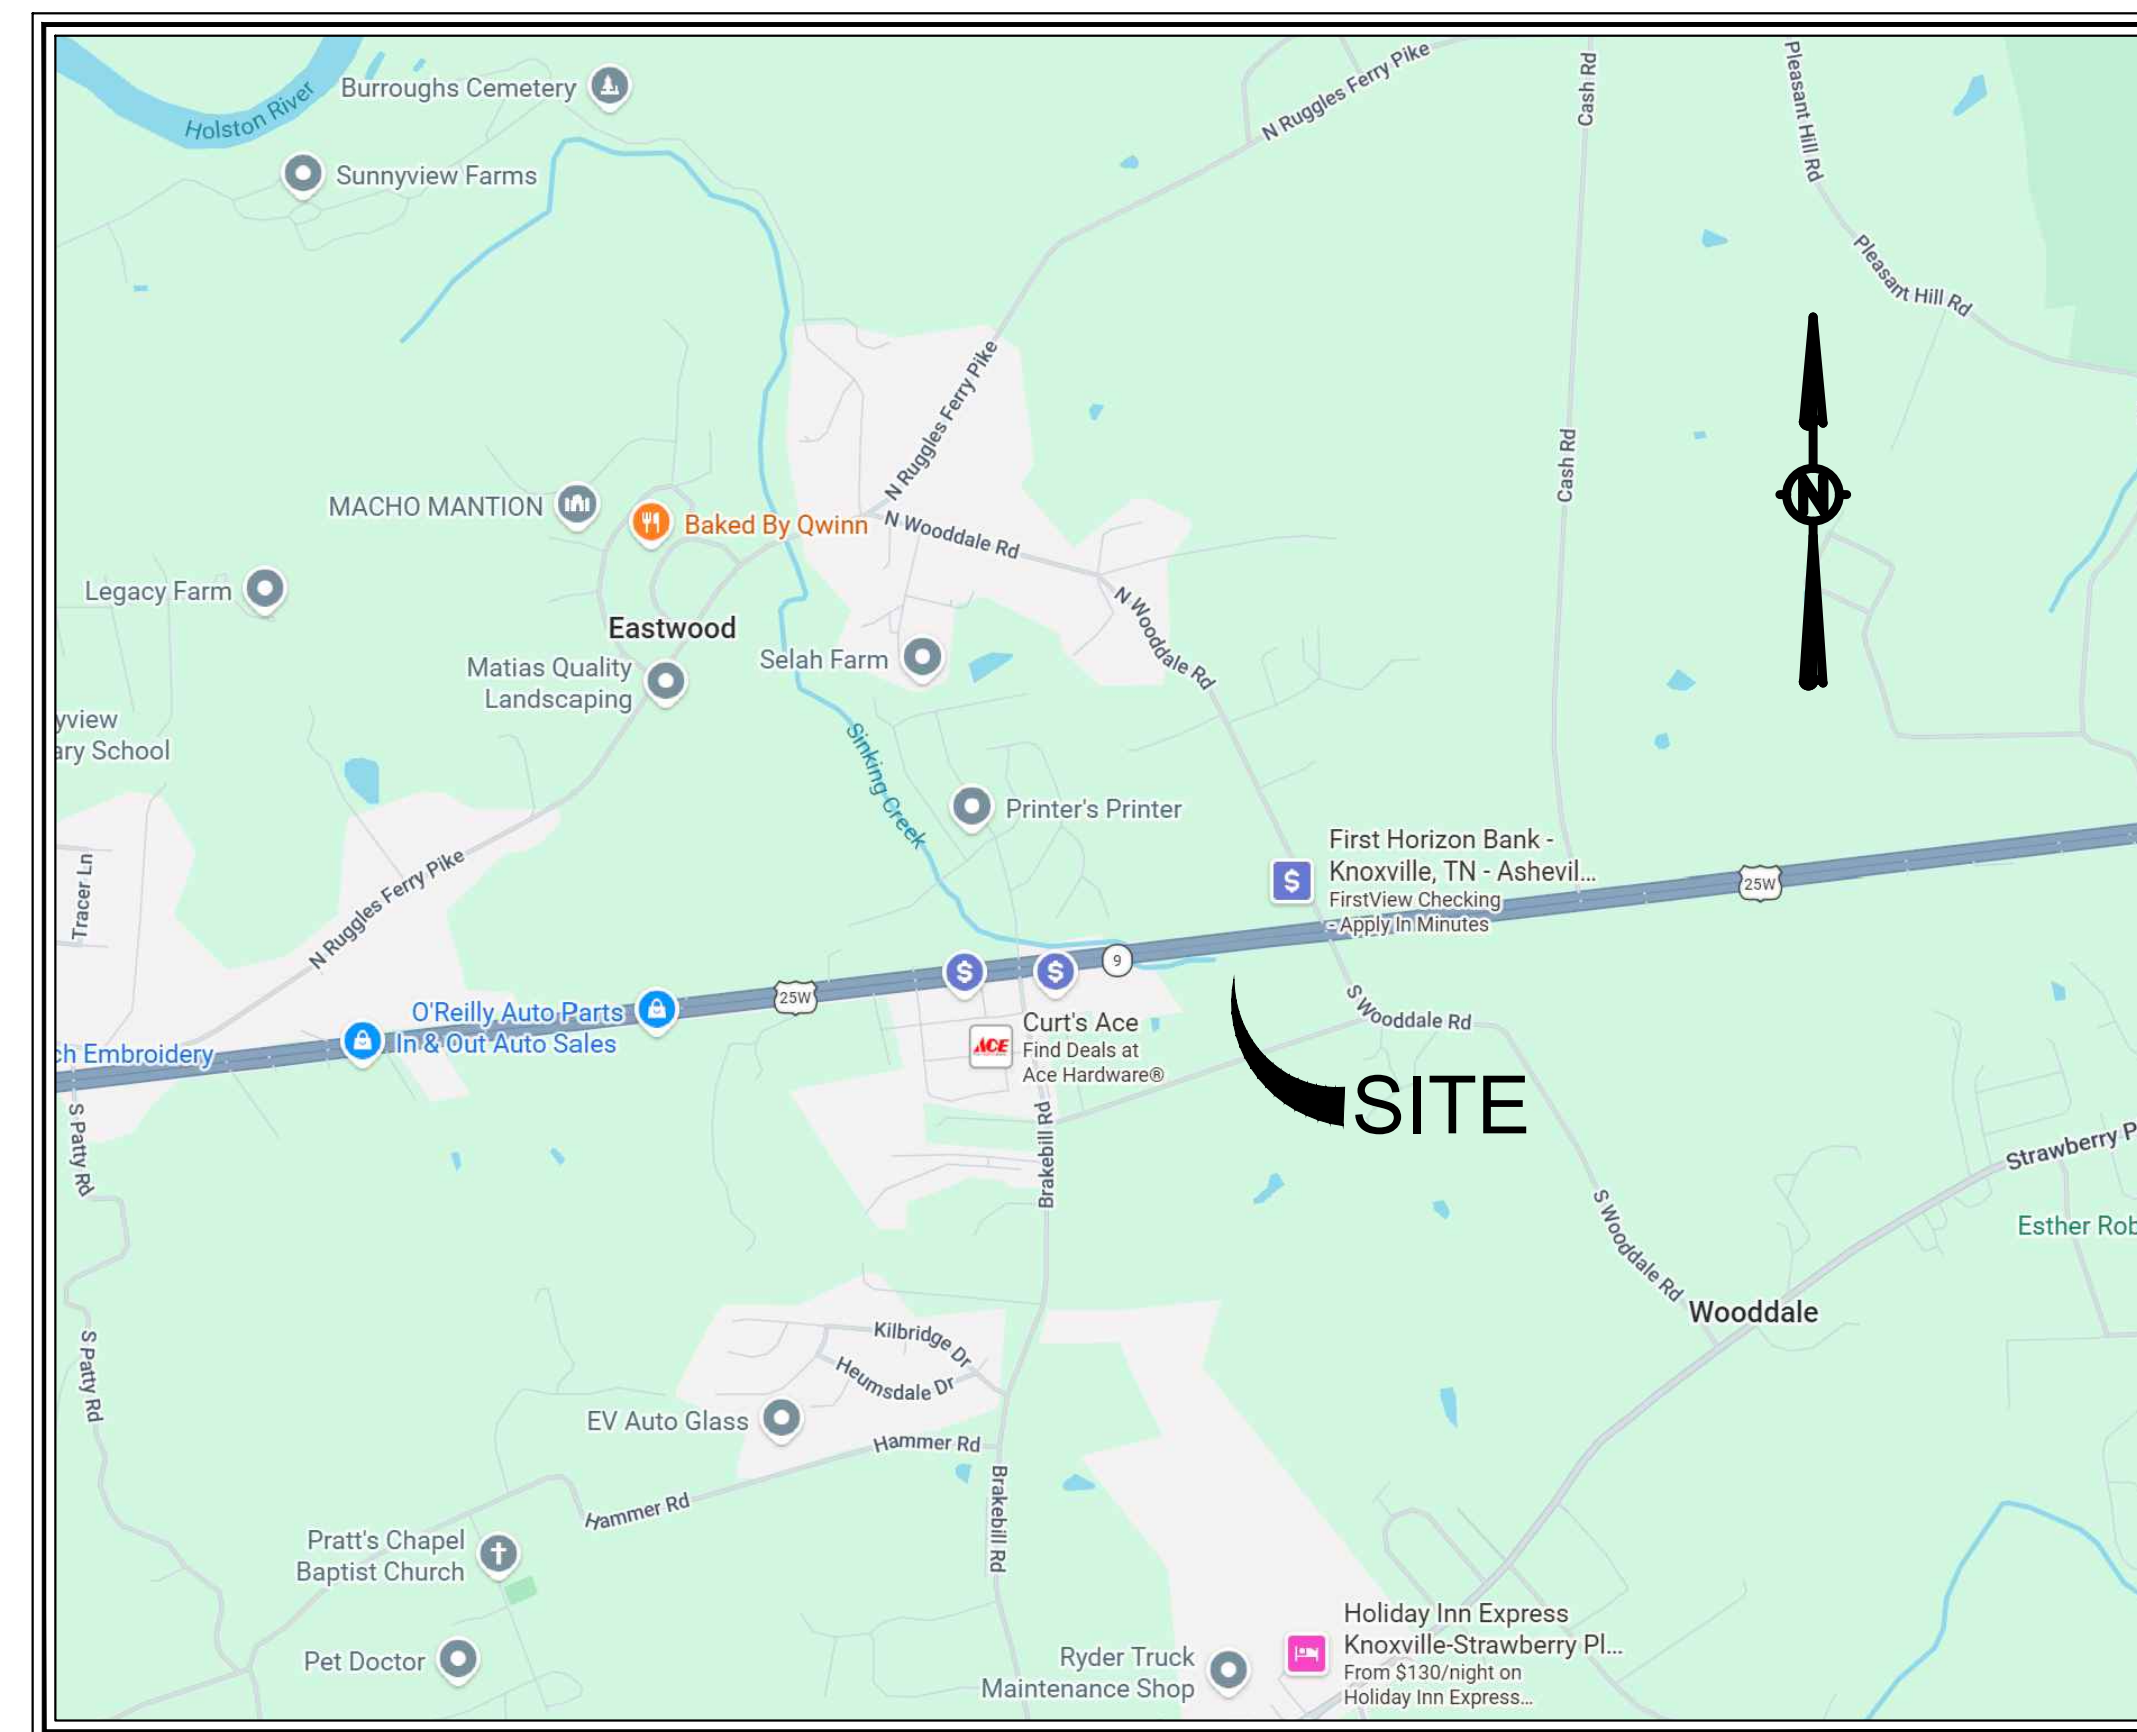 Holston River
Burroughs Cemetery
Sunnyview Farms
N Ruggles Ferry Pike
Cash Rd
Pleasant Hill Rd
Pleasant Hill Rd
N Ruggles Ferry Pike
Cash Rd
N
MACHO MANTION
Baked By Qwinn
N Wooddale Rd
Legacy Farm
N Wooddale Rd
Eastwood
Selah Farm
Matias Quality
Landscaping
yview
ary School
Sinking Creek
Printer's Printer
Tracer Ln
N Ruggles Ferry Pike
First Horizon Bank -
Knoxville, TN - Ashevil...
FirstView Checking
- Apply In Minutes
25W
9
25W
O'Reilly Auto Parts
In & Out Auto Sales
ch Embroidery
Curt's Ace
Find Deals at
Ace Hardware®
ACE
S Wooddale Rd
SITE
S Patty Rd
Brakebill Rd
Strawberry P
Esther Rob
S Wooddale Rd
Wooddale
S Patty Rd
Kilbridge Dr
Heumsdale Dr
EV Auto Glass
Hammer Rd
Hammer Rd
Brakebill Rd
Pratt's Chapel
Baptist Church
Pet Doctor
Ryder Truck
Maintenance Shop
Holiday Inn Express
Knoxville-Strawberry Pl...
From $130/night on
Holiday Inn Express...